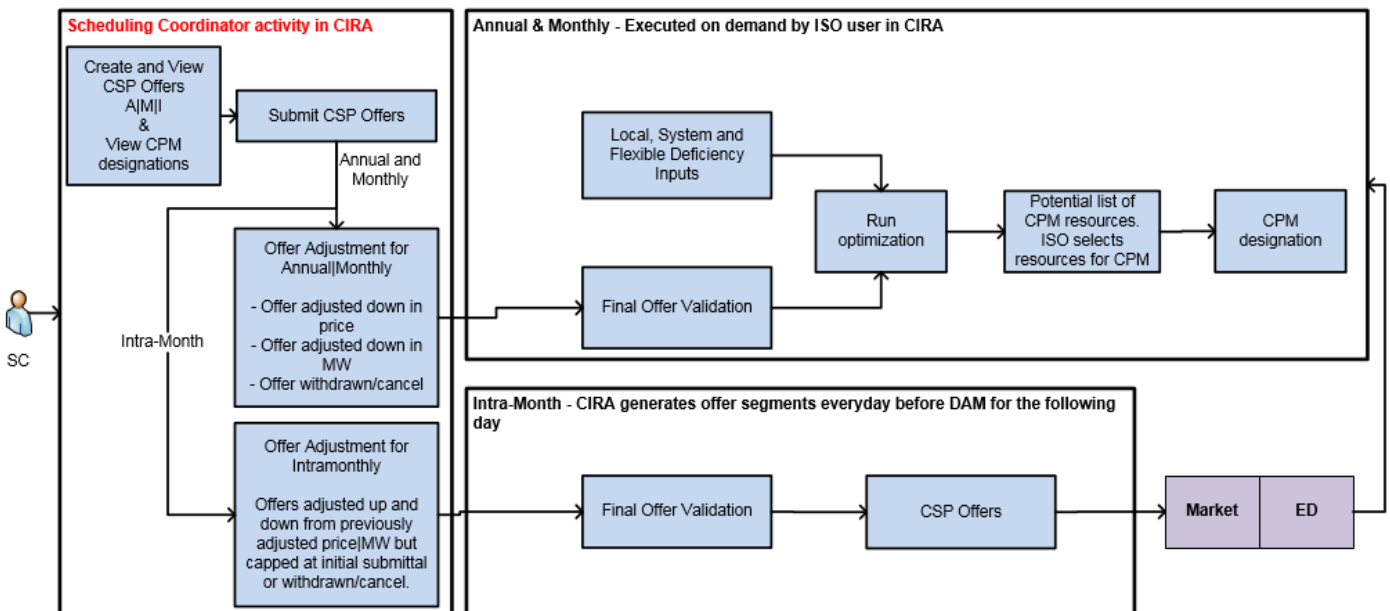 Scheduling Coordinator activity in CIRA
Create and View
CSP Offers
A|M|I
&
View CPM
designations
Submit CSP Offers
Annual and
Monthly
Offer Adjustment for
Annual|Monthly
- Offer adjusted down in
price
- Offer adjusted down in
MW
- Offer withdrawn/cancel
Intra-Month
SC
Offer Adjustment for
Intramonthly
Offers adjusted up and
down from previously
adjusted price|MW but
capped at initial submittal
or withdrawn/cancel.
Annual & Monthly - Executed on demand by ISO user in CIRA
Local, System and
Flexible Deficiency
Inputs
Final Offer Validation
Run
optimization
Potential list of
CPM resources.
ISO selects
resources for CPM
CPM
designation
Intra-Month - CIRA generates offer segments everyday before DAM for the following
day
Final Offer Validation
CSP Offers
Market
ED